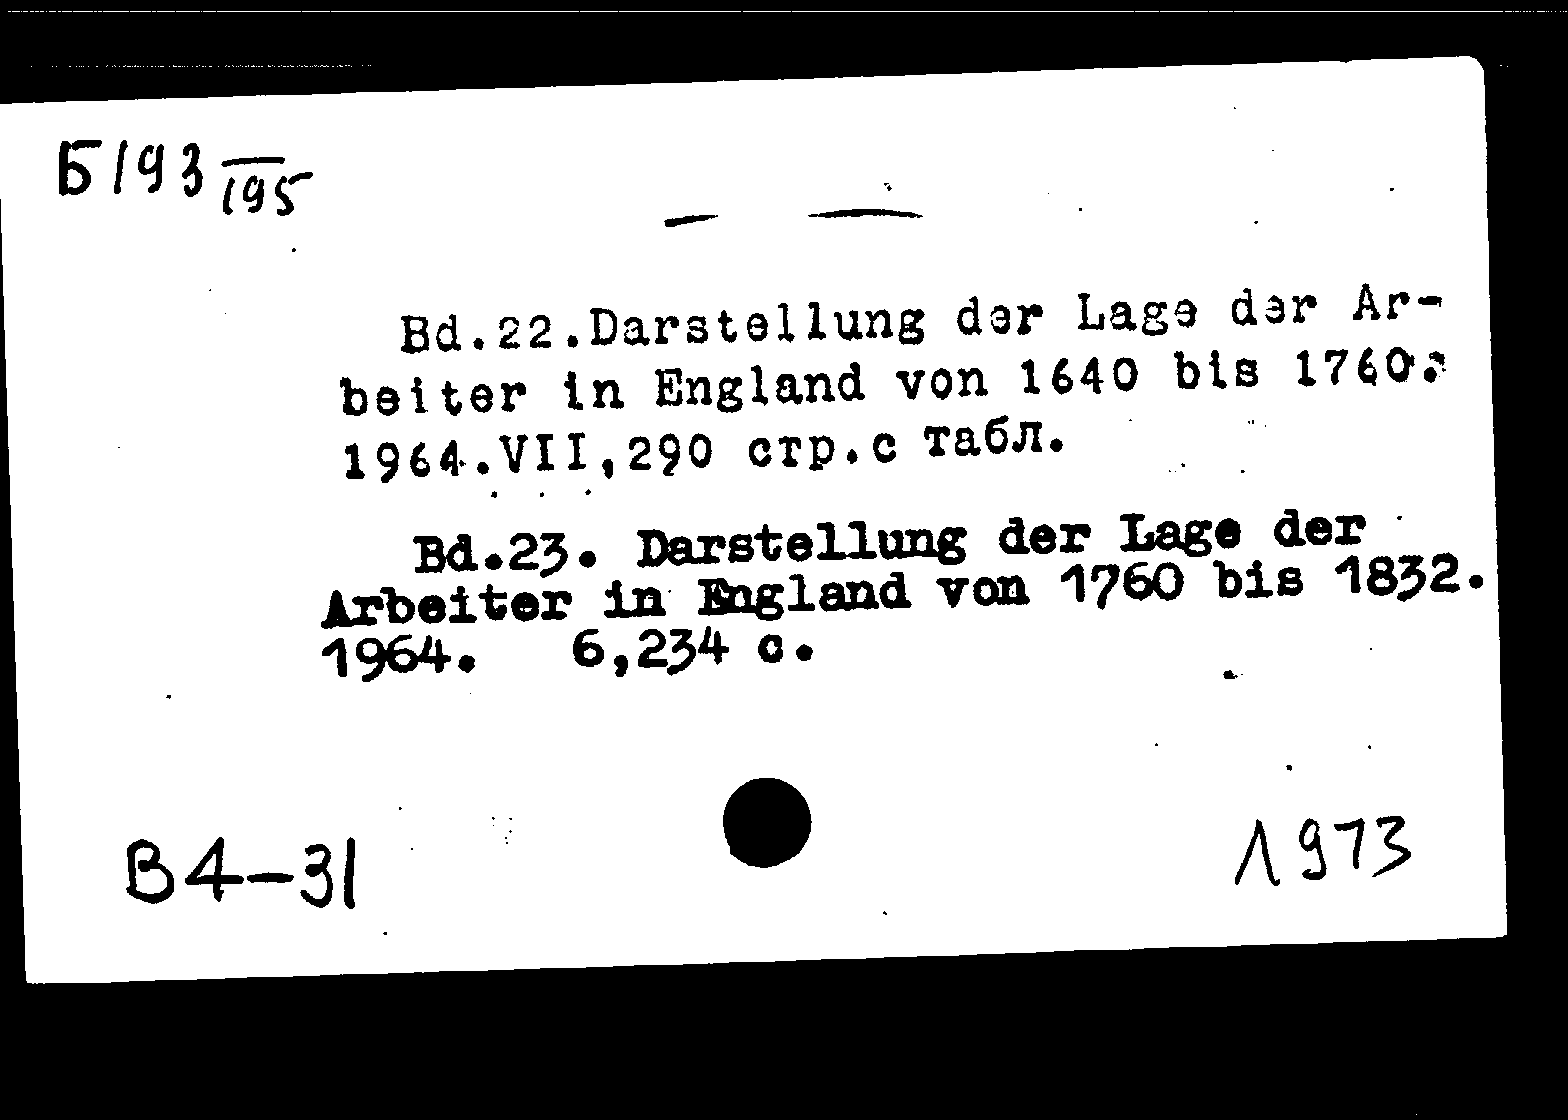 Б193/195
— —
Bd.22.Darstellung der Lage der Ar-
beiter in England von 1640 bis 1760.
1964.VII,290 стр.с табл.
Bd.23. Darstellung der Lage der
Arbeiter in England von 1760 bis 1832.
1964. 6,234 с.
В4-31
1973